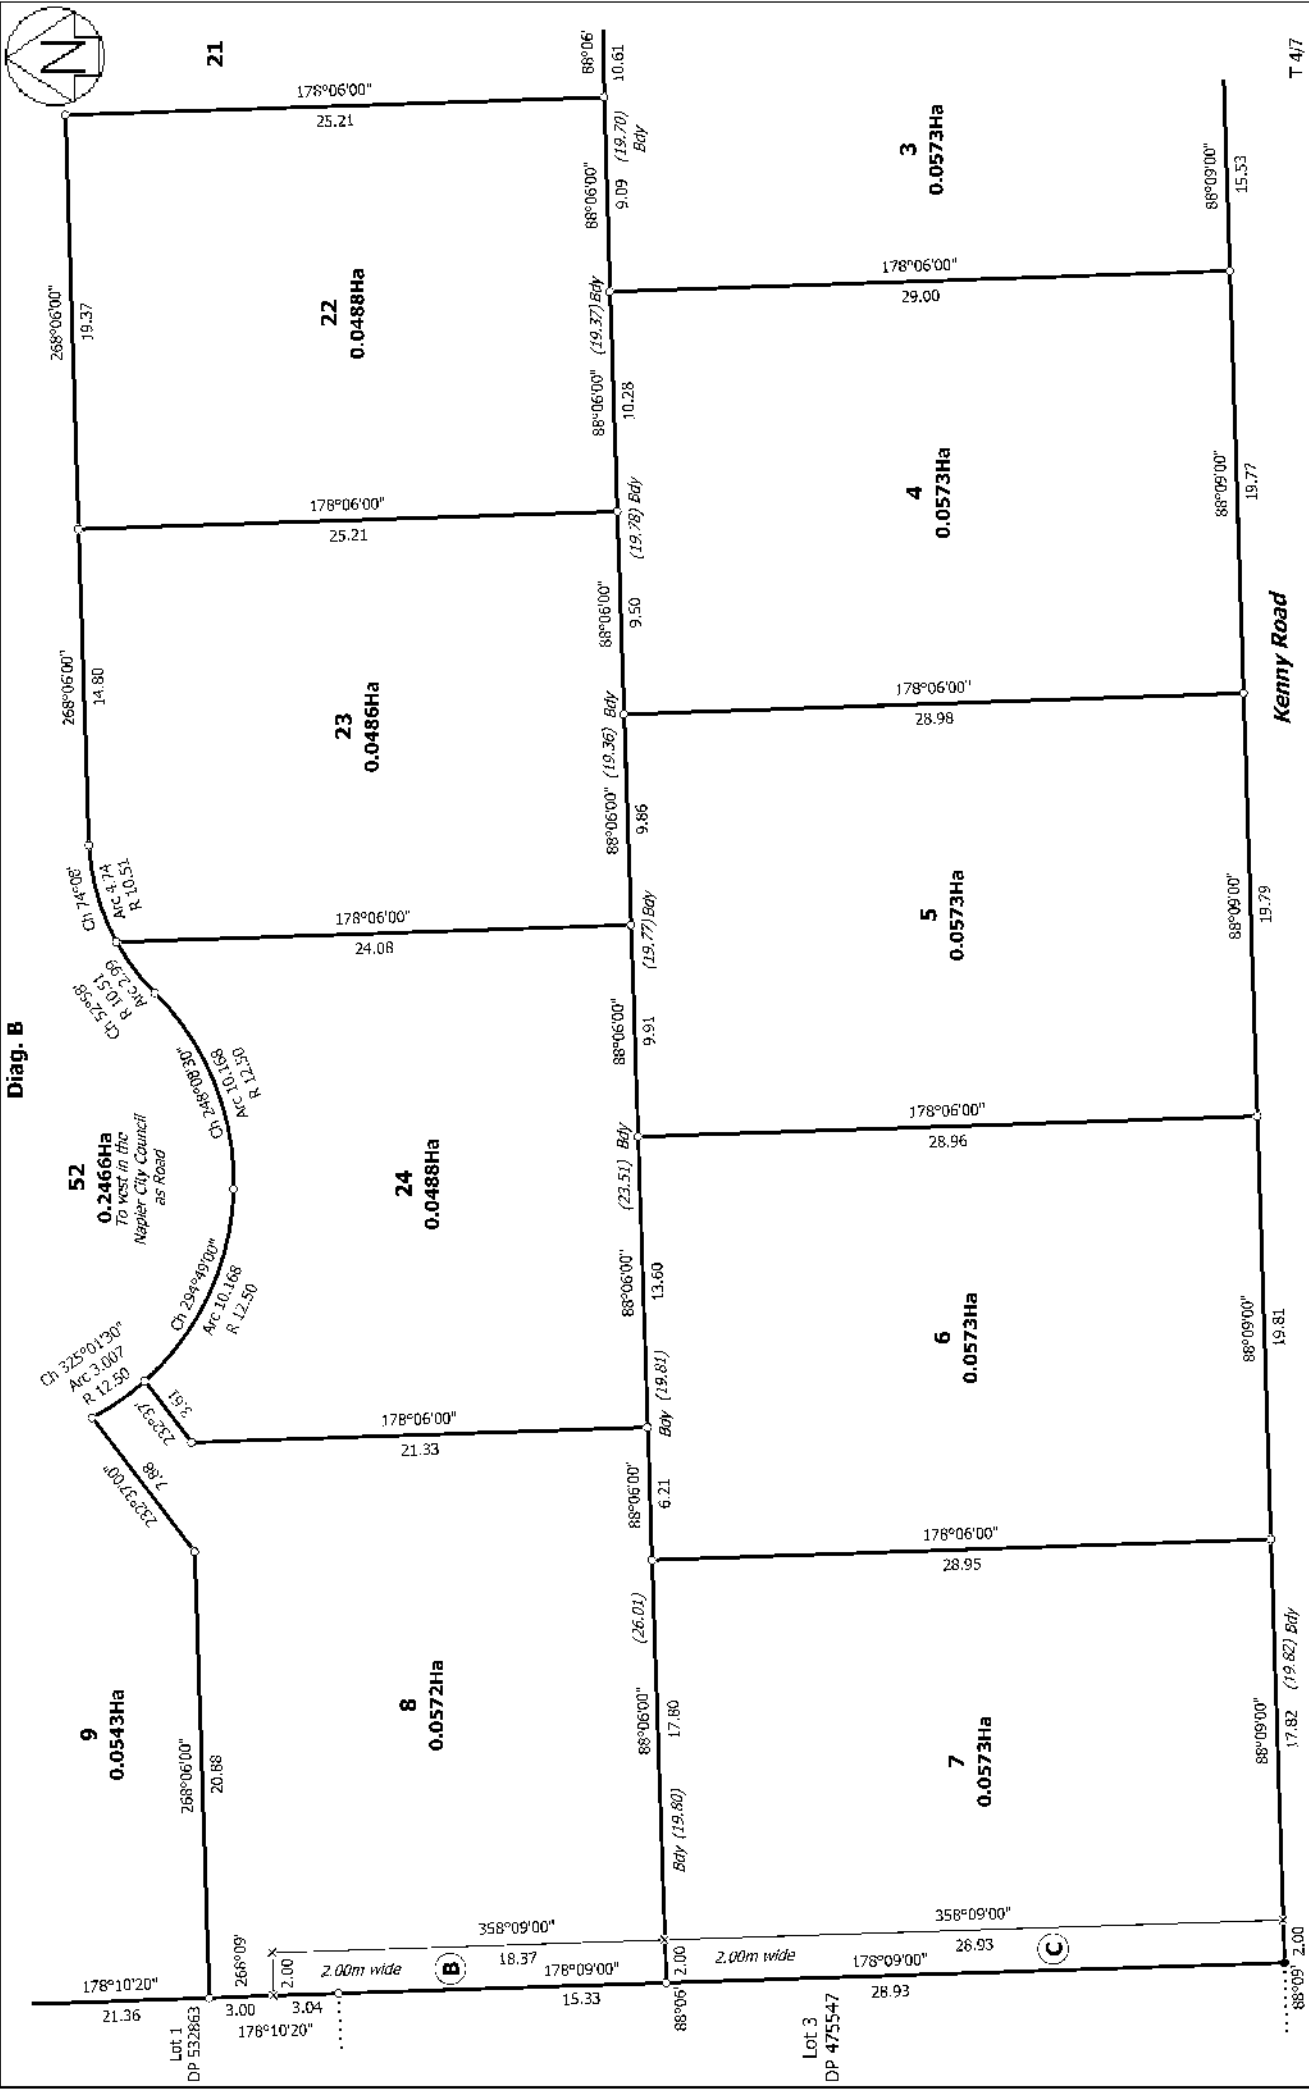 Diag. B
N
21
9
0.0543Ha
52
0.2466Ha
To vest in the
Napier City Council
as Road
178°10'20"
21.36
Lot 1
DP 532863
268°06'00"
20.88
232°37'00"
7.88
Ch 325°01'30"
Arc 3.007
R 12.50
232°37'
3.61
Ch 294°49'00"
Arc 10.168
R 12.50
Ch 248°08'30"
Arc 10.168
R 12.50
Ch 52°58'
R 10.51
Arc 2.99
Ch 74°08'
Arc 4.74
R 10.51
268°06'00"
14.80
268°06'00"
19.37
3.00
268°09'
2.00
3.04
178°10'20"
2.00m wide
B
358°09'00"
18.37
178°09'00"
15.33
8
0.0572Ha
178°06'00"
21.33
24
0.0488Ha
178°06'00"
24.08
23
0.0486Ha
178°06'00"
25.21
22
0.0488Ha
178°06'00"
25.21
88°06'
2.00
Bdy (19.80)
88°06'00"
17.80
(26.01)
88°06'00"
6.21
Bdy (19.81)
88°06'00"
13.60
(23.51) Bdy
88°06'00"
9.91
(19.77) Bdy
88°06'00"
9.86
(19.36) Bdy
88°06'00"
9.50
(19.78) Bdy
88°06'00"
10.28
(19.37) Bdy
88°06'00"
9.09
(19.70)
Bdy
88°06'
10.61
Lot 3
DP 475547
2.00m wide
178°09'00"
28.93
358°09'00"
28.93
C
7
0.0573Ha
178°06'00"
28.95
6
0.0573Ha
178°06'00"
28.96
5
0.0573Ha
178°06'00"
28.98
4
0.0573Ha
178°06'00"
29.00
3
0.0573Ha
88°09'
2.00
88°09'00"
17.82
(19.82) Bdy
88°09'00"
19.81
88°09'00"
19.79
88°09'00"
19.77
88°09'00"
15.53
Kenny Road
T 4/7